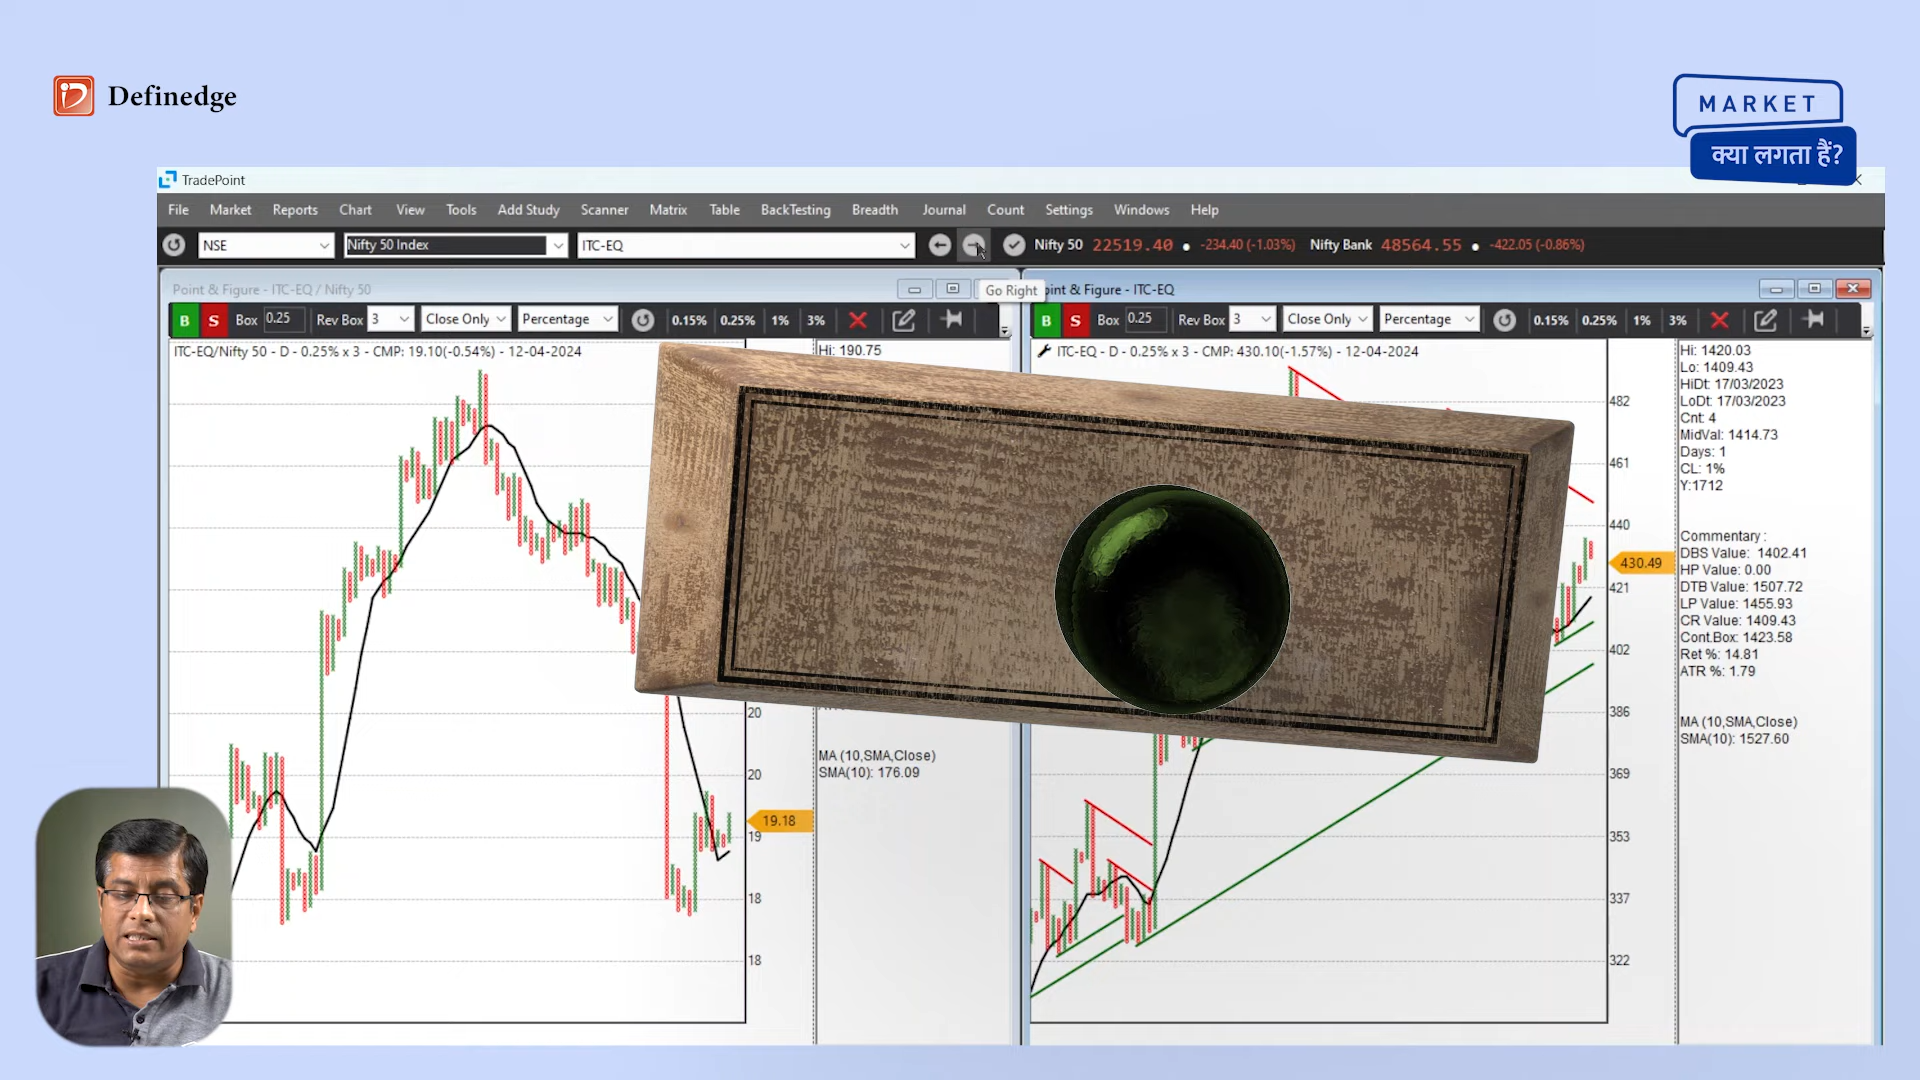 Definedge
MARKET
क्या लगता हैं?
TradePoint
File Market Reports Chart View Tools Add Study Scanner Matrix Table BackTesting Breadth Journal Count Settings Windows Help
NSE Nifty 50 Index ITC-EQ Nifty 50 22519.40 -234.40 (-1.03%) Nifty Bank 48564.55 -422.05 (-0.86%)
Point & Figure - ITC-EQ / Nifty 50
Go Right
Point & Figure - ITC-EQ
B S Box 0.25 Rev Box 3 Close Only Percentage 0.15% 0.25% 1% 3%
B S Box 0.25 Rev Box 3 Close Only Percentage 0.15% 0.25% 1% 3%
ITC-EQ/Nifty 50 - D - 0.25% x 3 - CMP: 19.10(-0.54%) - 12-04-2024
Hi: 190.75
20
20
19.18
19
18
18
MA (10,SMA,Close)
SMA(10): 176.09
ITC-EQ - D - 0.25% x 3 - CMP: 430.10(-1.57%) - 12-04-2024
482
461
440
430.49
421
402
386
369
353
337
322
Hi: 1420.03
Lo: 1409.43
HiDt: 17/03/2023
LoDt: 17/03/2023
Cnt: 4
MidVal: 1414.73
Days: 1
CL: 1%
Y:1712
Commentary :
DBS Value: 1402.41
HP Value: 0.00
DTB Value: 1507.72
LP Value: 1455.93
CR Value: 1409.43
Cont.Box: 1423.58
Ret %: 14.81
ATR %: 1.79
MA (10,SMA,Close)
SMA(10): 1527.60